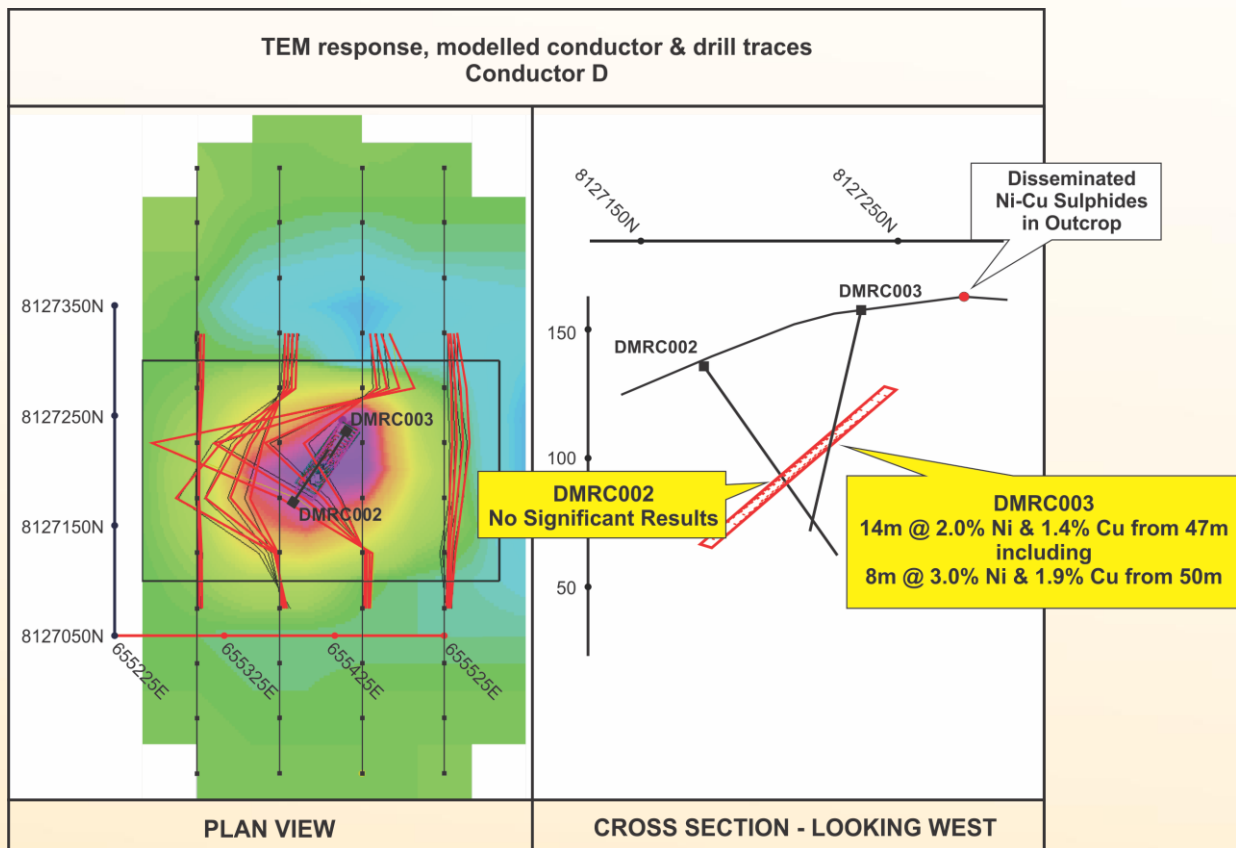 TEM response, modelled conductor & drill traces
Conductor D
8127350N
8127250N
8127150N
8127050N
655225E
655325E
655425E
655525E
DMRC003
DMRC002
PLAN VIEW
8127150N
8127250N
Disseminated
Ni-Cu Sulphides
in Outcrop
DMRC003
DMRC002
150
100
50
DMRC002
No Significant Results
DMRC003
14m @ 2.0% Ni & 1.4% Cu from 47m
including
8m @ 3.0% Ni & 1.9% Cu from 50m
CROSS SECTION - LOOKING WEST